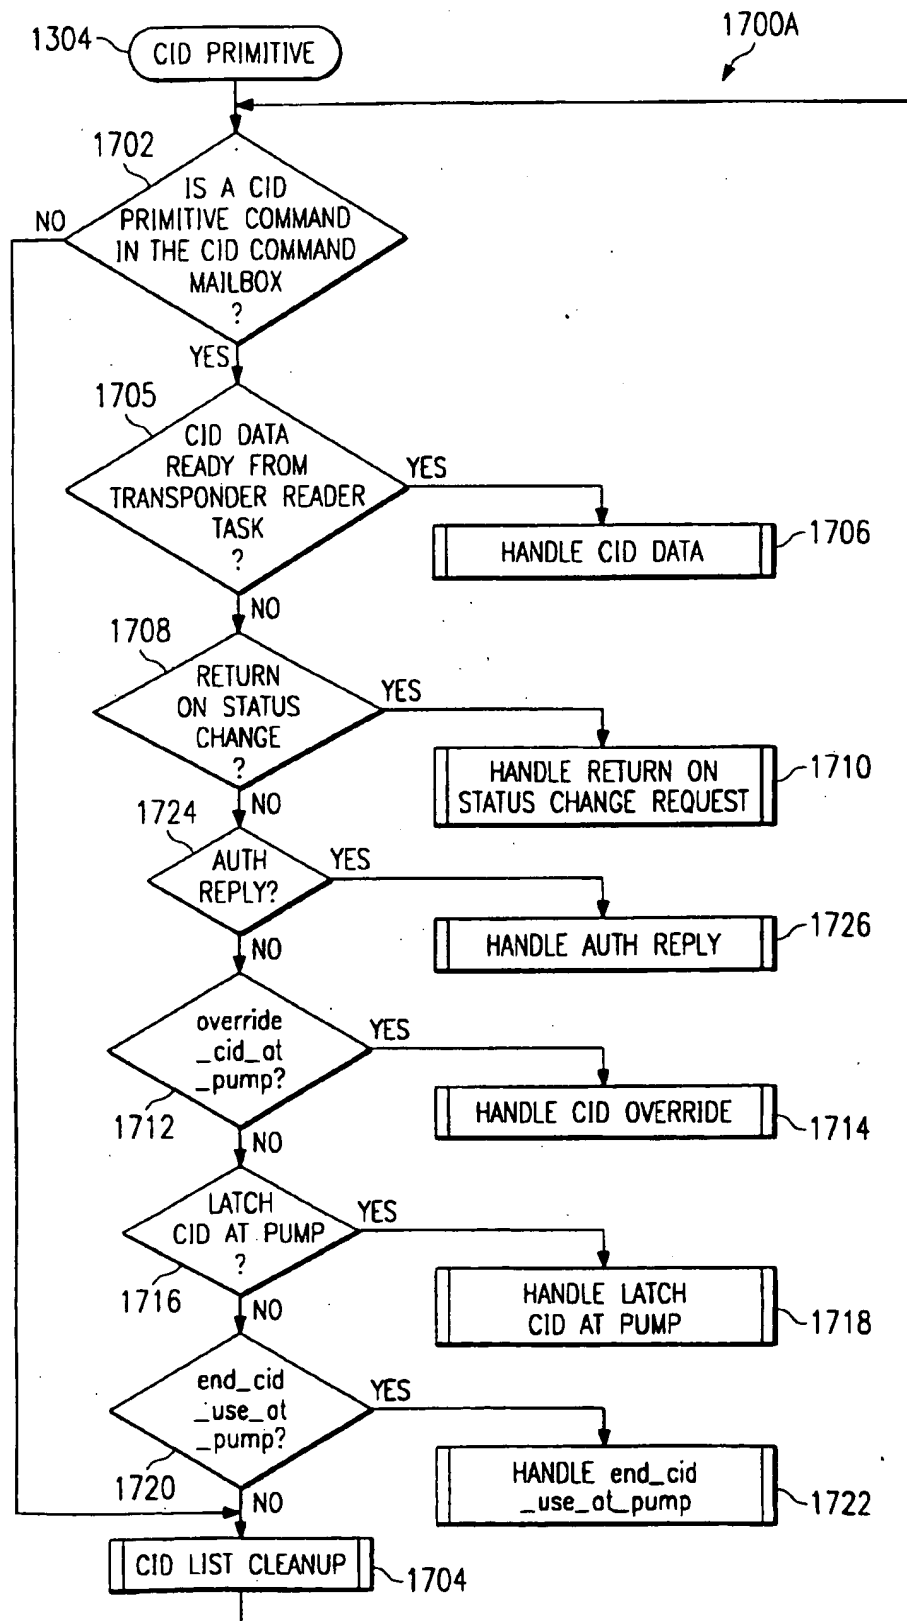 1700A
1304
CID PRIMITIVE
1702
IS A CID
PRIMITIVE COMMAND
IN THE CID COMMAND
MAILBOX
?
NO
YES
1705
CID DATA
READY FROM
TRANSPONDER READER
TASK
?
YES
HANDLE CID DATA
1706
NO
1708
RETURN
ON STATUS
CHANGE
?
YES
HANDLE RETURN ON
STATUS CHANGE REQUEST
1710
NO
1724
AUTH
REPLY?
YES
HANDLE AUTH REPLY
1726
NO
override
_cid_at
_pump?
1712
YES
HANDLE CID OVERRIDE
1714
NO
LATCH
CID AT PUMP
?
1716
YES
HANDLE LATCH
CID AT PUMP
1718
NO
end_cid
_use_at
_pump?
1720
YES
HANDLE end_cid
_use_at_pump
1722
NO
CID LIST CLEANUP
1704